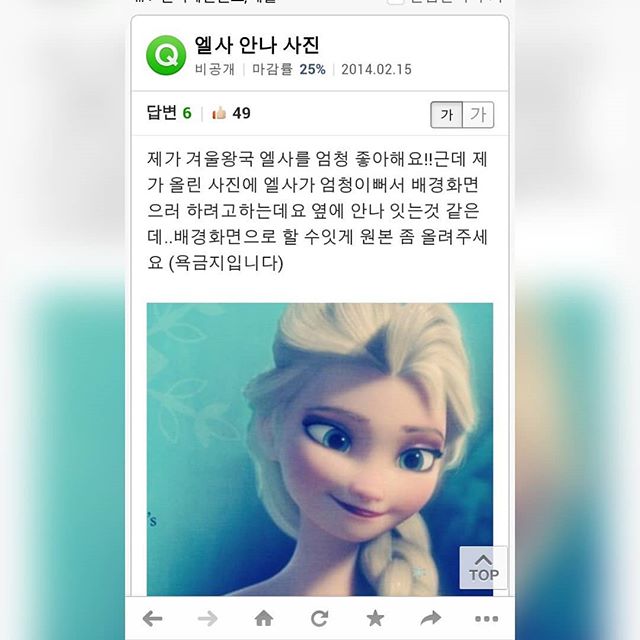 Q
엘사 안나 사진
비공개 | 마감률 25% | 2014.02.15
답변 6 | 49
가 가
제가 겨울왕국 엘사를 엄청 좋아해요!!근데 제
가 올린 사진에 엘사가 엄청이뻐서 배경화면
으러 하려고하는데요 옆에 안나 잇는것 같은
데..배경화면으로 할 수잇게 원본 좀 올려주세
요 (욕금지입니다)
's
TOP